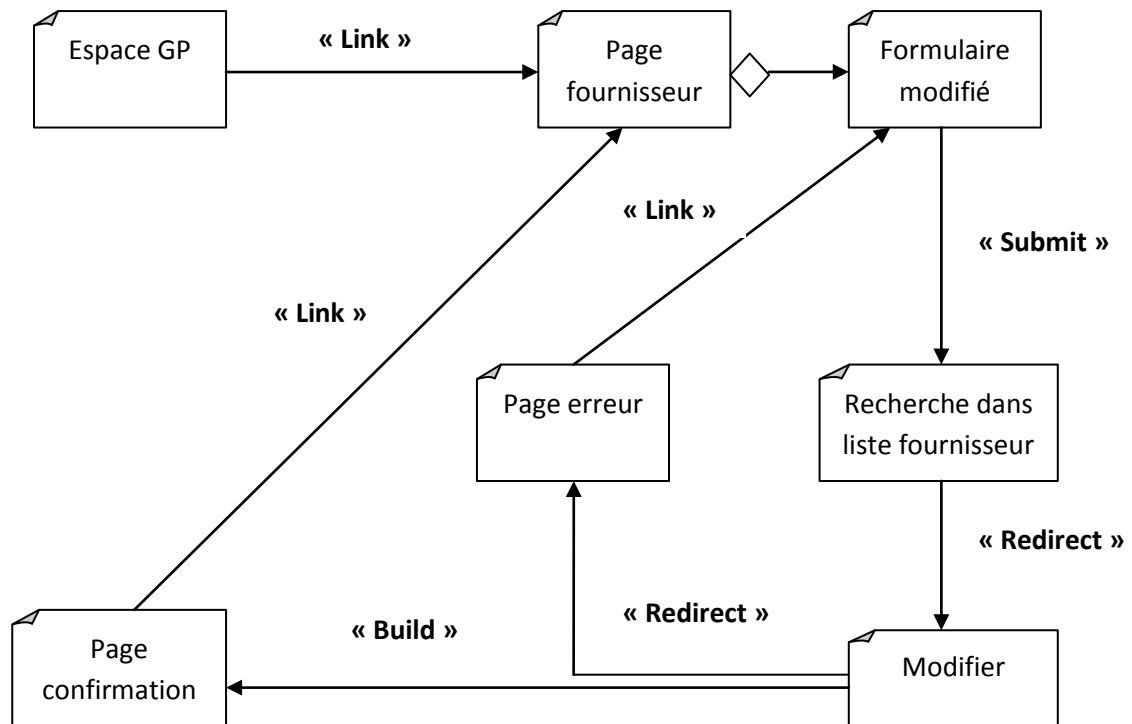 Espace GP
« Link »
Page
fournisseur
Formulaire
modifié
« Link »
« Submit »
« Link »
Page erreur
Recherche dans
liste fournisseur
« Redirect »
« Redirect »
« Build »
Page
confirmation
Modifier